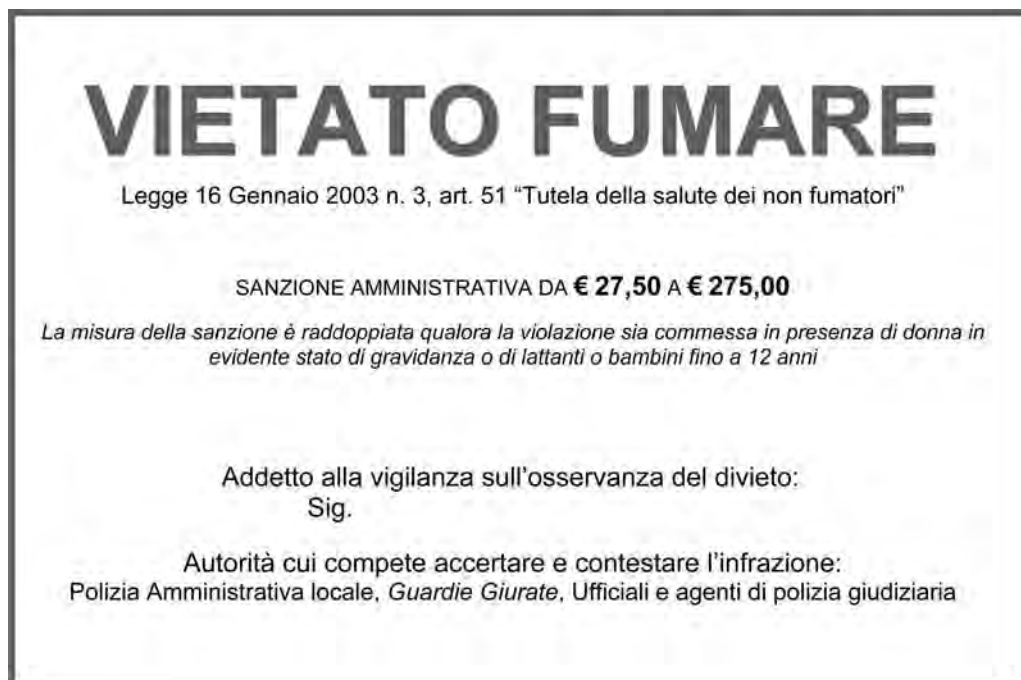 VIETATO FUMARE
Legge 16 Gennaio 2003 n. 3, art. 51 “Tutela della salute dei non fumatori”
SANZIONE AMMINISTRATIVA DA € 27,50 A € 275,00
La misura della sanzione è raddoppiata qualora la violazione sia commessa in presenza di donna in
evidente stato di gravidanza o di lattanti o bambini fino a 12 anni
Addetto alla vigilanza sull’osservanza del divieto:
Sig.
Autorità cui compete accertare e contestare l’infrazione:
Polizia Amministrativa locale, Guardie Giurate, Ufficiali e agenti di polizia giudiziaria